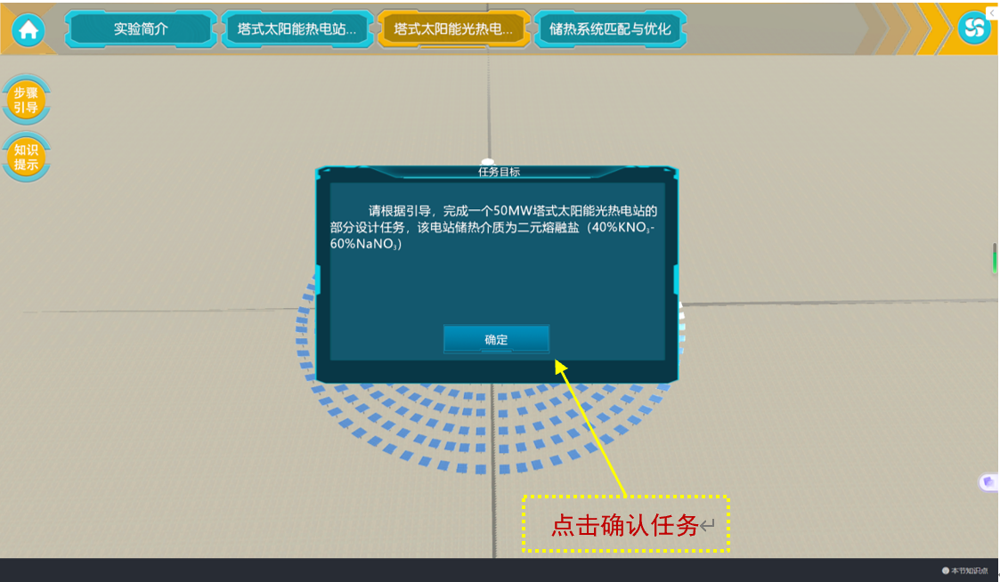 实验简介
塔式太阳能热电站...
塔式太阳能光热电...
储热系统匹配与优化
步骤
引导
知识
提示
任务目标
请根据引导，完成一个50MW塔式太阳能光热电站的
部分设计任务，该电站储热介质为二元熔融盐（40%KNO₃-
60%NaNO₃）
确定
点击确认任务↵
本节知识点